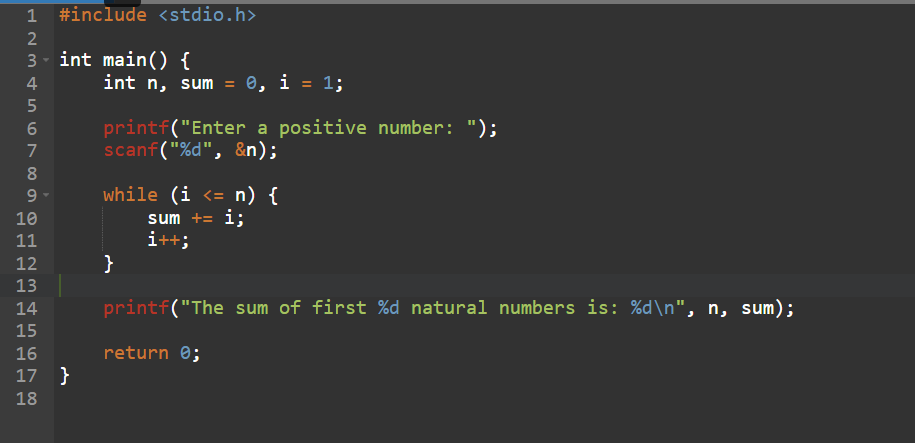 1 #include <stdio.h>
2
3 int main() {
4     int n, sum = 0, i = 1;
5
6     printf("Enter a positive number: ");
7     scanf("%d", &n);
8
9     while (i <= n) {
10         sum += i;
11         i++;
12     }
13
14     printf("The sum of first %d natural numbers is: %d\n", n, sum);
15
16     return 0;
17 }
18